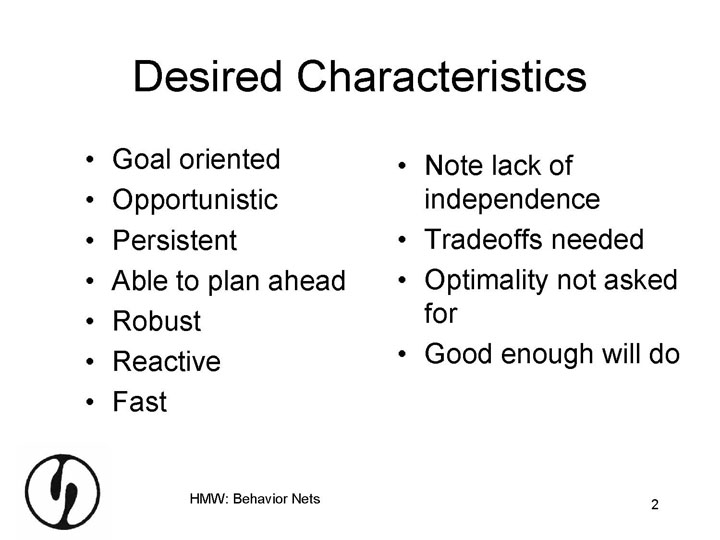 Desired Characteristics
• Goal oriented
• Opportunistic
• Persistent
• Able to plan ahead
• Robust
• Reactive
• Fast
• Note lack of
independence
• Tradeoffs needed
• Optimality not asked
for
• Good enough will do
HMW: Behavior Nets
2